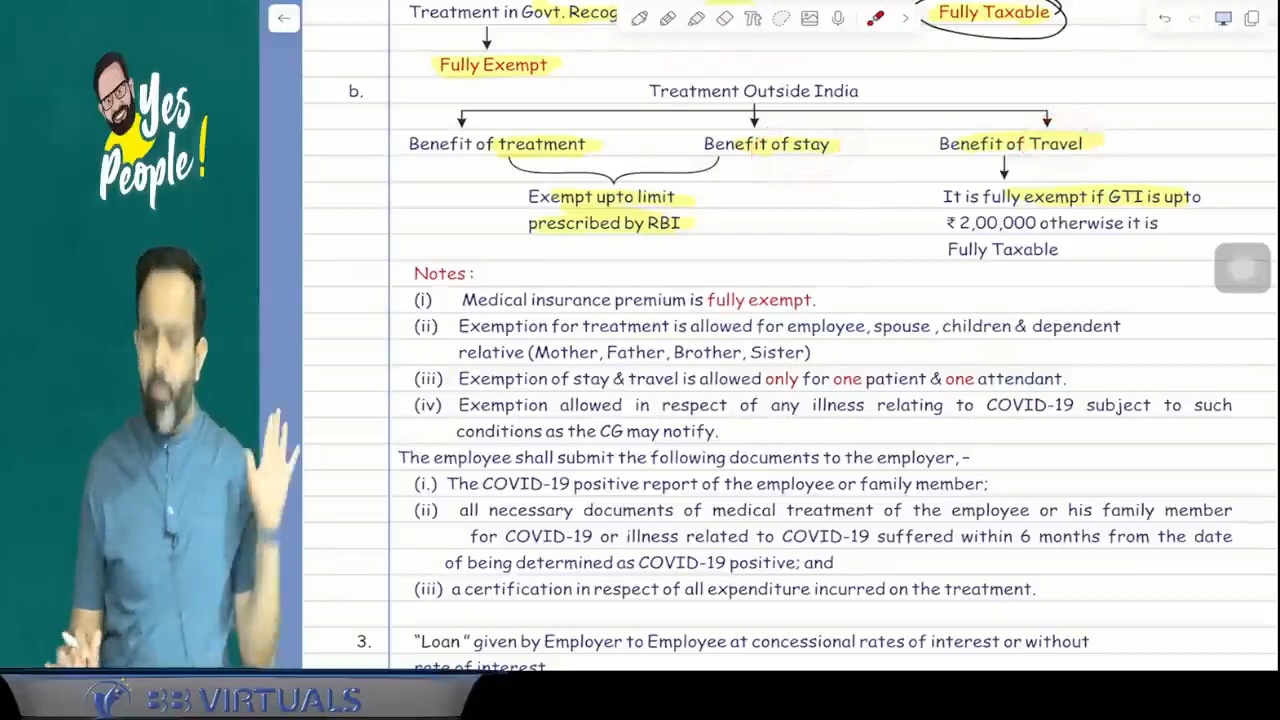 Treatment in Govt. Recog
Fully Taxable
Fully Exempt
b. Treatment Outside India
Benefit of treatment Benefit of stay Benefit of Travel
Exempt upto limit
prescribed by RBI
It is fully exempt if GTI is upto
₹ 2,00,000 otherwise it is
Fully Taxable
Notes :
(i) Medical insurance premium is fully exempt.
(ii) Exemption for treatment is allowed for employee, spouse , children & dependent
relative (Mother, Father, Brother, Sister)
(iii) Exemption of stay & travel is allowed only for one patient & one attendant.
(iv) Exemption allowed in respect of any illness relating to COVID-19 subject to such
conditions as the CG may notify.
The employee shall submit the following documents to the employer, –
(i.) The COVID-19 positive report of the employee or family member;
(ii) all necessary documents of medical treatment of the employee or his family member
for COVID-19 or illness related to COVID-19 suffered within 6 months from the date
of being determined as COVID-19 positive; and
(iii) a certification in respect of all expenditure incurred on the treatment.
3. “Loan ” given by Employer to Employee at concessional rates of interest or without
rate of interest
Yes
People !
BB VIRTUALS
Tt